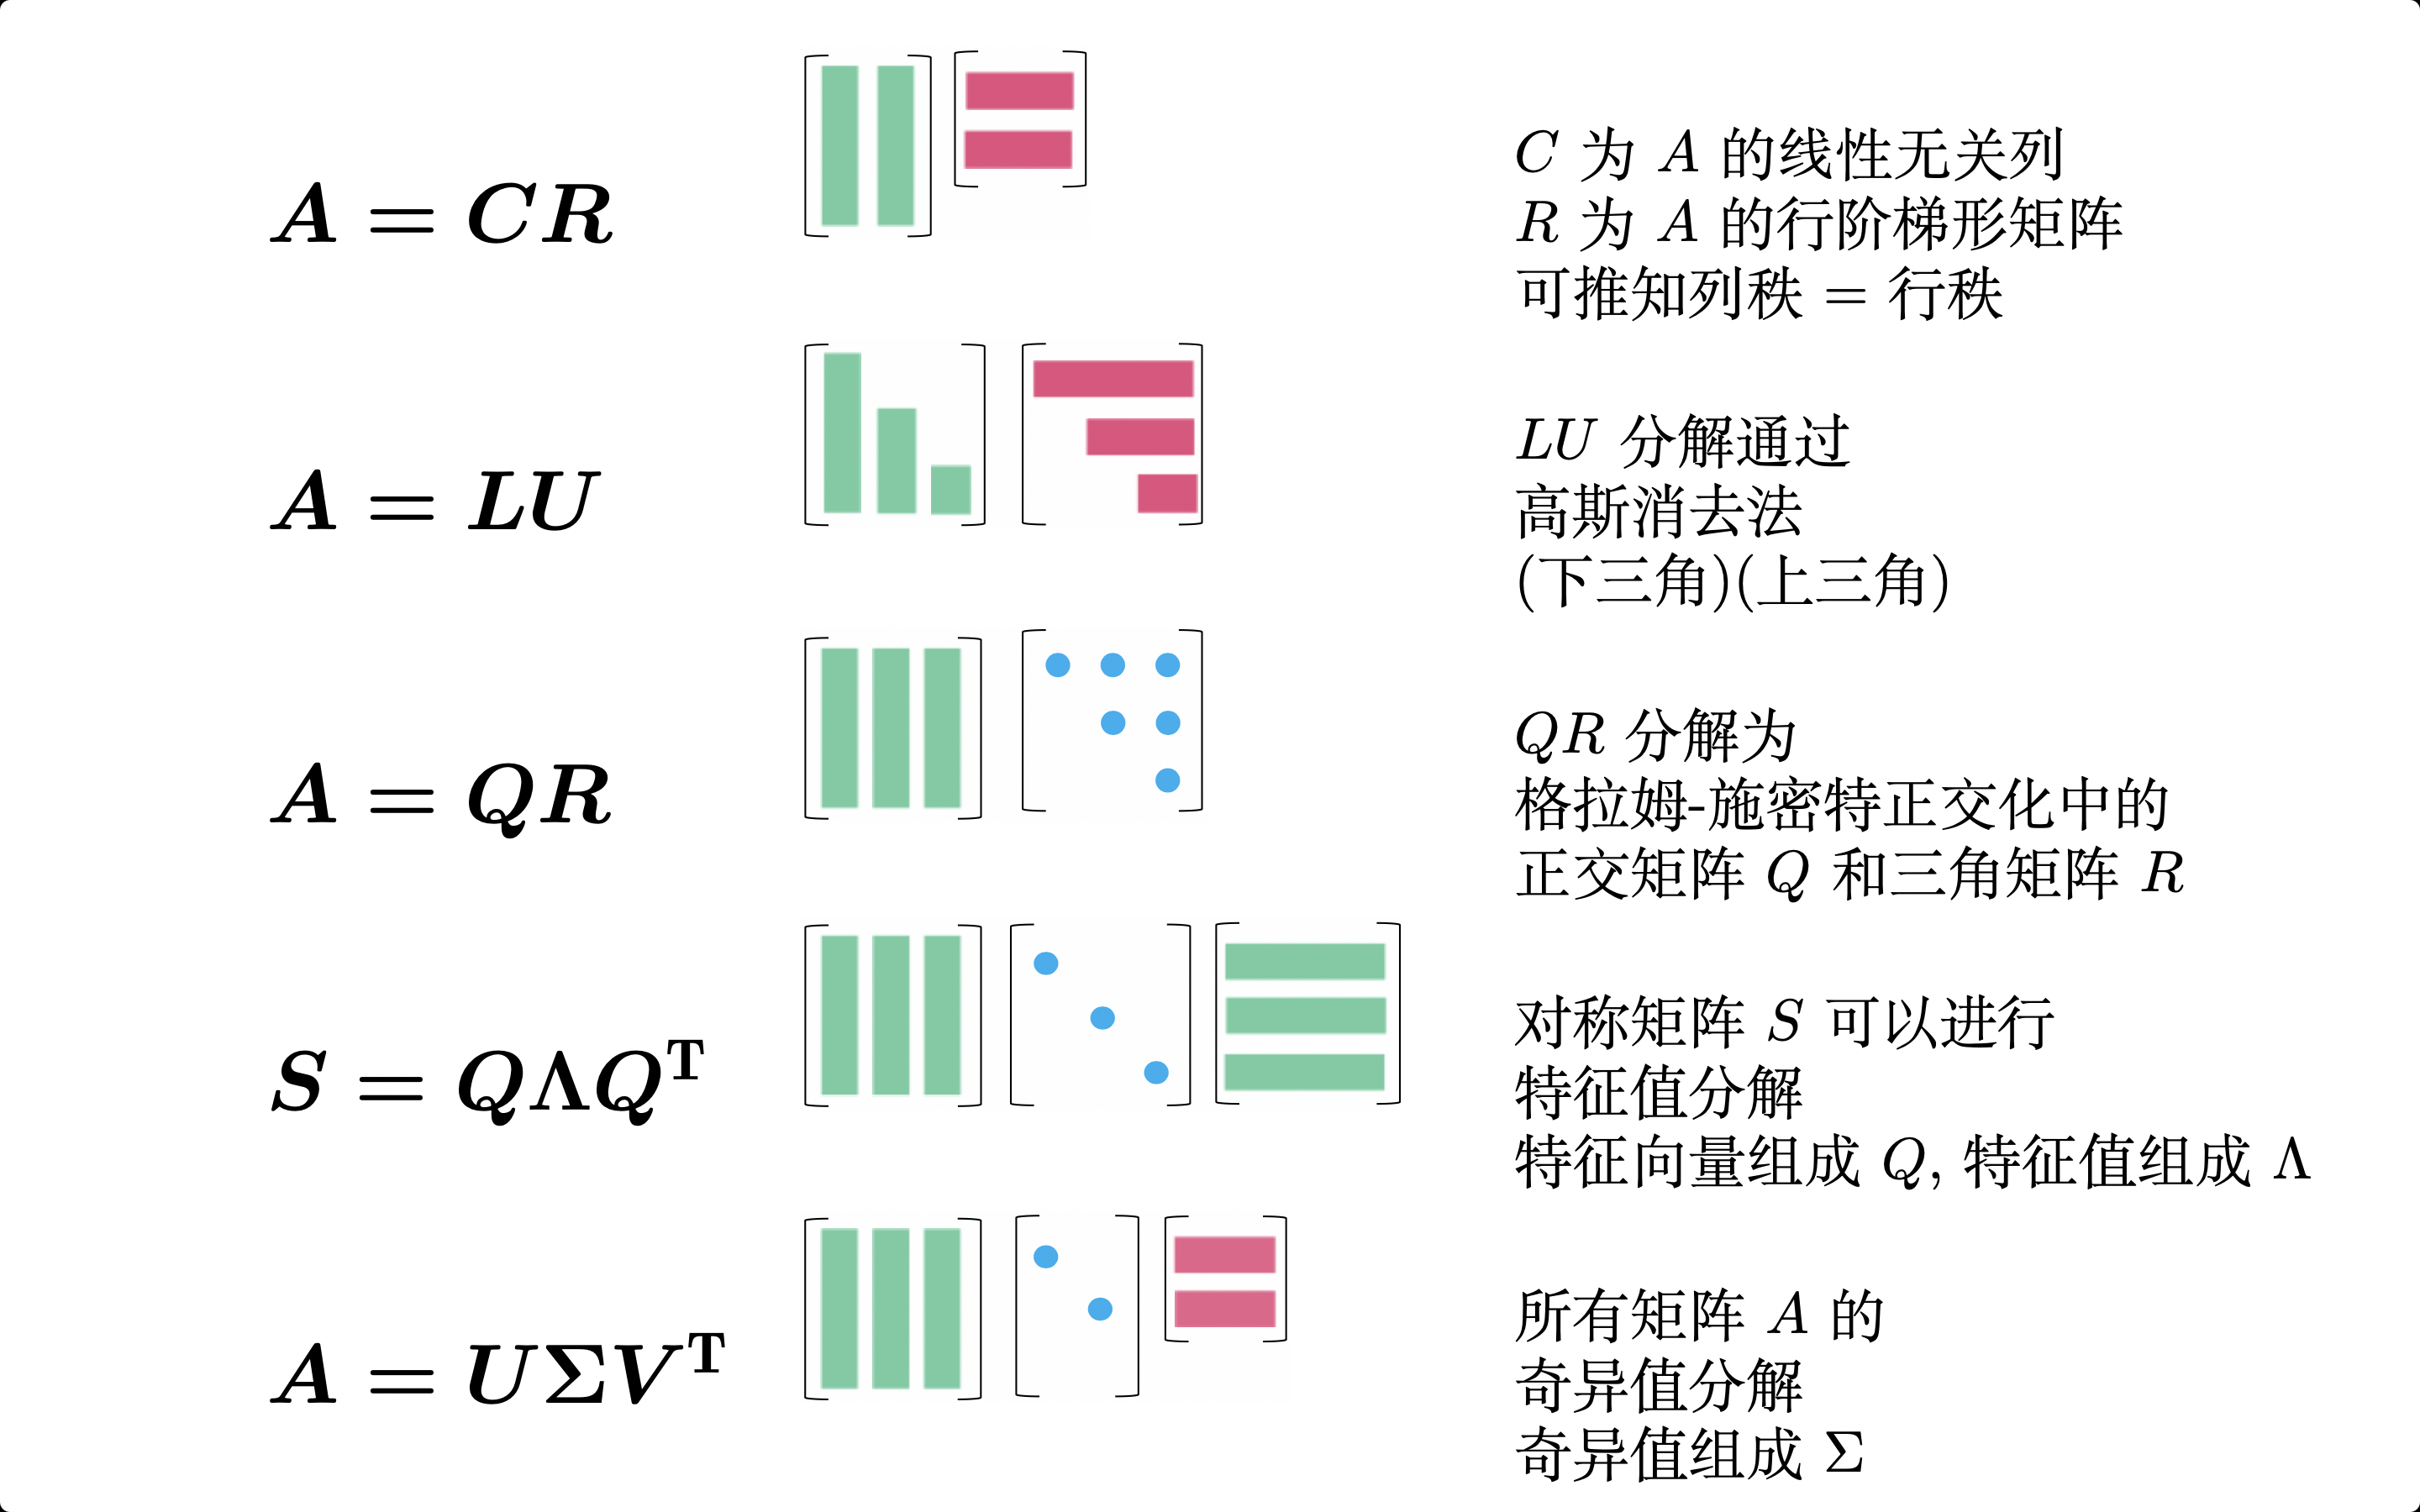 A = CR
C 为 A 的线性无关列
R 为 A 的行阶梯形矩阵
可推知列秩 = 行秩
A = LU
LU 分解通过
高斯消去法
(下三角)(上三角)
A = QR
QR 分解为
格拉姆-施密特正交化中的
正交矩阵 Q 和三角矩阵 R
S = QΛQᵀ
对称矩阵 S 可以进行
特征值分解
特征向量组成 Q, 特征值组成 Λ
A = UΣVᵀ
所有矩阵 A 的
奇异值分解
奇异值组成 Σ